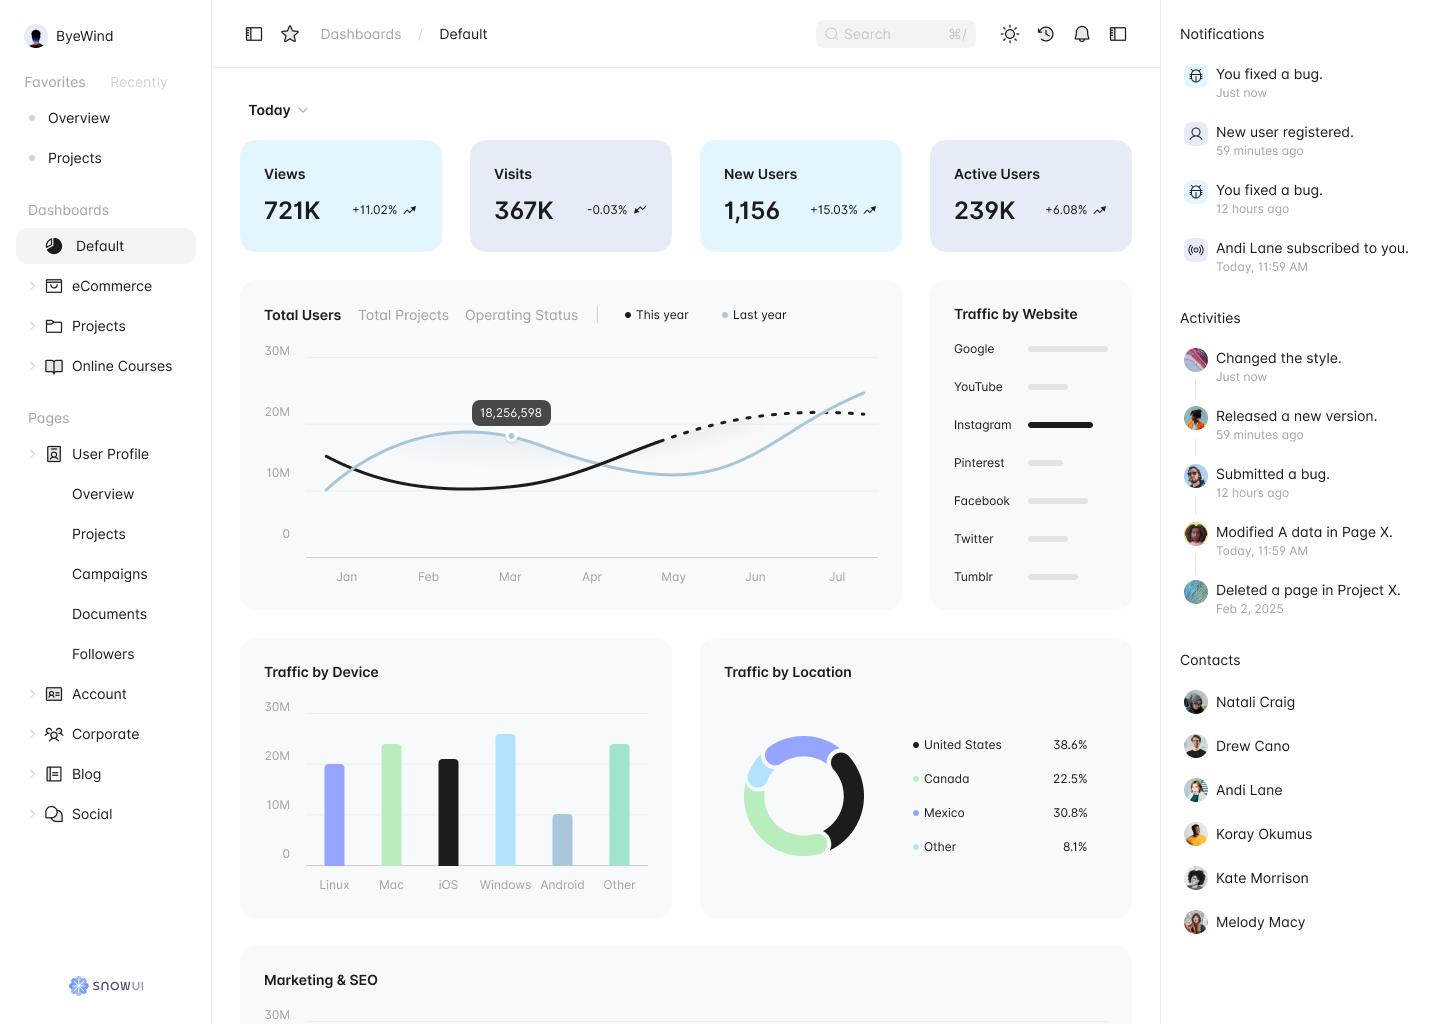 ByeWind
Favorites Recently
Overview
Projects
Dashboards
Default
eCommerce
Projects
Online Courses
Pages
User Profile
Overview
Projects
Campaigns
Documents
Followers
Account
Corporate
Blog
Social
SNOWUI
Dashboards / Default
Search ⌘/
Today
Views
721K +11.02%
Visits
367K -0.03%
New Users
1,156 +15.03%
Active Users
239K +6.08%
Total Users Total Projects Operating Status This year Last year
30M
20M
10M
0
18,256,598
Jan Feb Mar Apr May Jun Jul
Traffic by Website
Google
YouTube
Instagram
Pinterest
Facebook
Twitter
Tumblr
Traffic by Device
30M
20M
10M
0
Linux Mac iOS Windows Android Other
Traffic by Location
United States 38.6%
Canada 22.5%
Mexico 30.8%
Other 8.1%
Marketing & SEO
30M
Notifications
You fixed a bug.
Just now
New user registered.
59 minutes ago
You fixed a bug.
12 hours ago
Andi Lane subscribed to you.
Today, 11:59 AM
Activities
Changed the style.
Just now
Released a new version.
59 minutes ago
Submitted a bug.
12 hours ago
Modified A data in Page X.
Today, 11:59 AM
Deleted a page in Project X.
Feb 2, 2025
Contacts
Natali Craig
Drew Cano
Andi Lane
Koray Okumus
Kate Morrison
Melody Macy